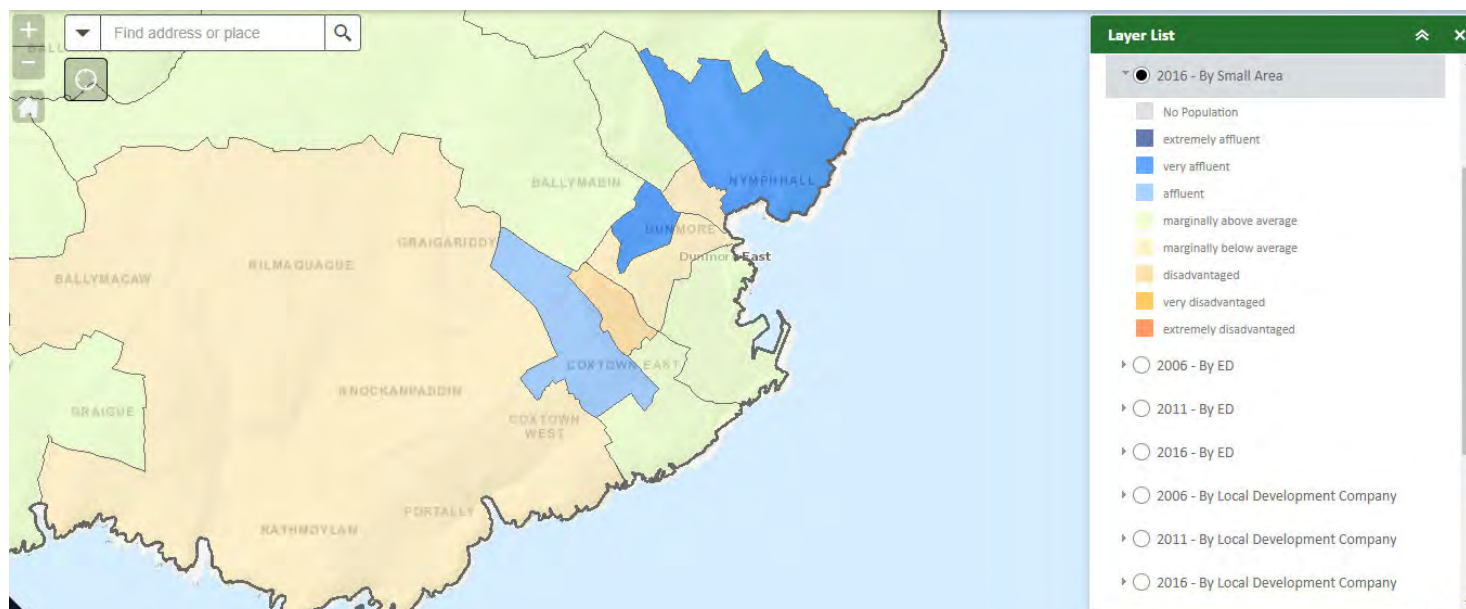 +
−
Find address or place
BALLYMABIN
NYMPHHALL
DUNMORE
Dunmore East
GRAIGARIDDY
KILMAQUAGUE
BALLYMACAW
COXTOWN EAST
KNOCKANPADDIN
GRAIGUE
COXTOWN
WEST
PORTALLY
RATHMOYLAN
Layer List
2016 - By Small Area
No Population
extremely affluent
very affluent
affluent
marginally above average
marginally below average
disadvantaged
very disadvantaged
extremely disadvantaged
2006 - By ED
2011 - By ED
2016 - By ED
2006 - By Local Development Company
2011 - By Local Development Company
2016 - By Local Development Company